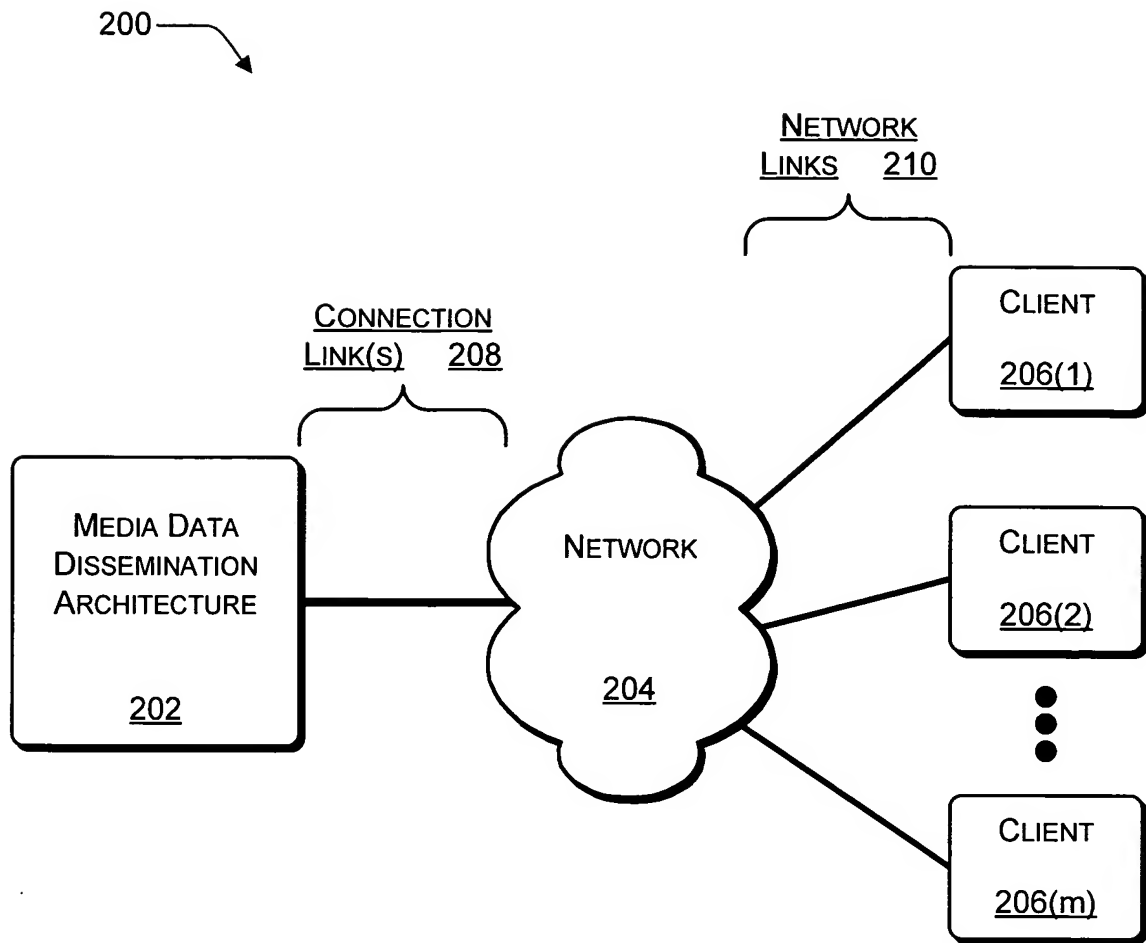 200
NETWORK
LINKS 210
CONNECTION
LINK(S) 208
CLIENT
206(1)
MEDIA DATA
DISSEMINATION
ARCHITECTURE
202
NETWORK
204
CLIENT
206(2)
CLIENT
206(m)